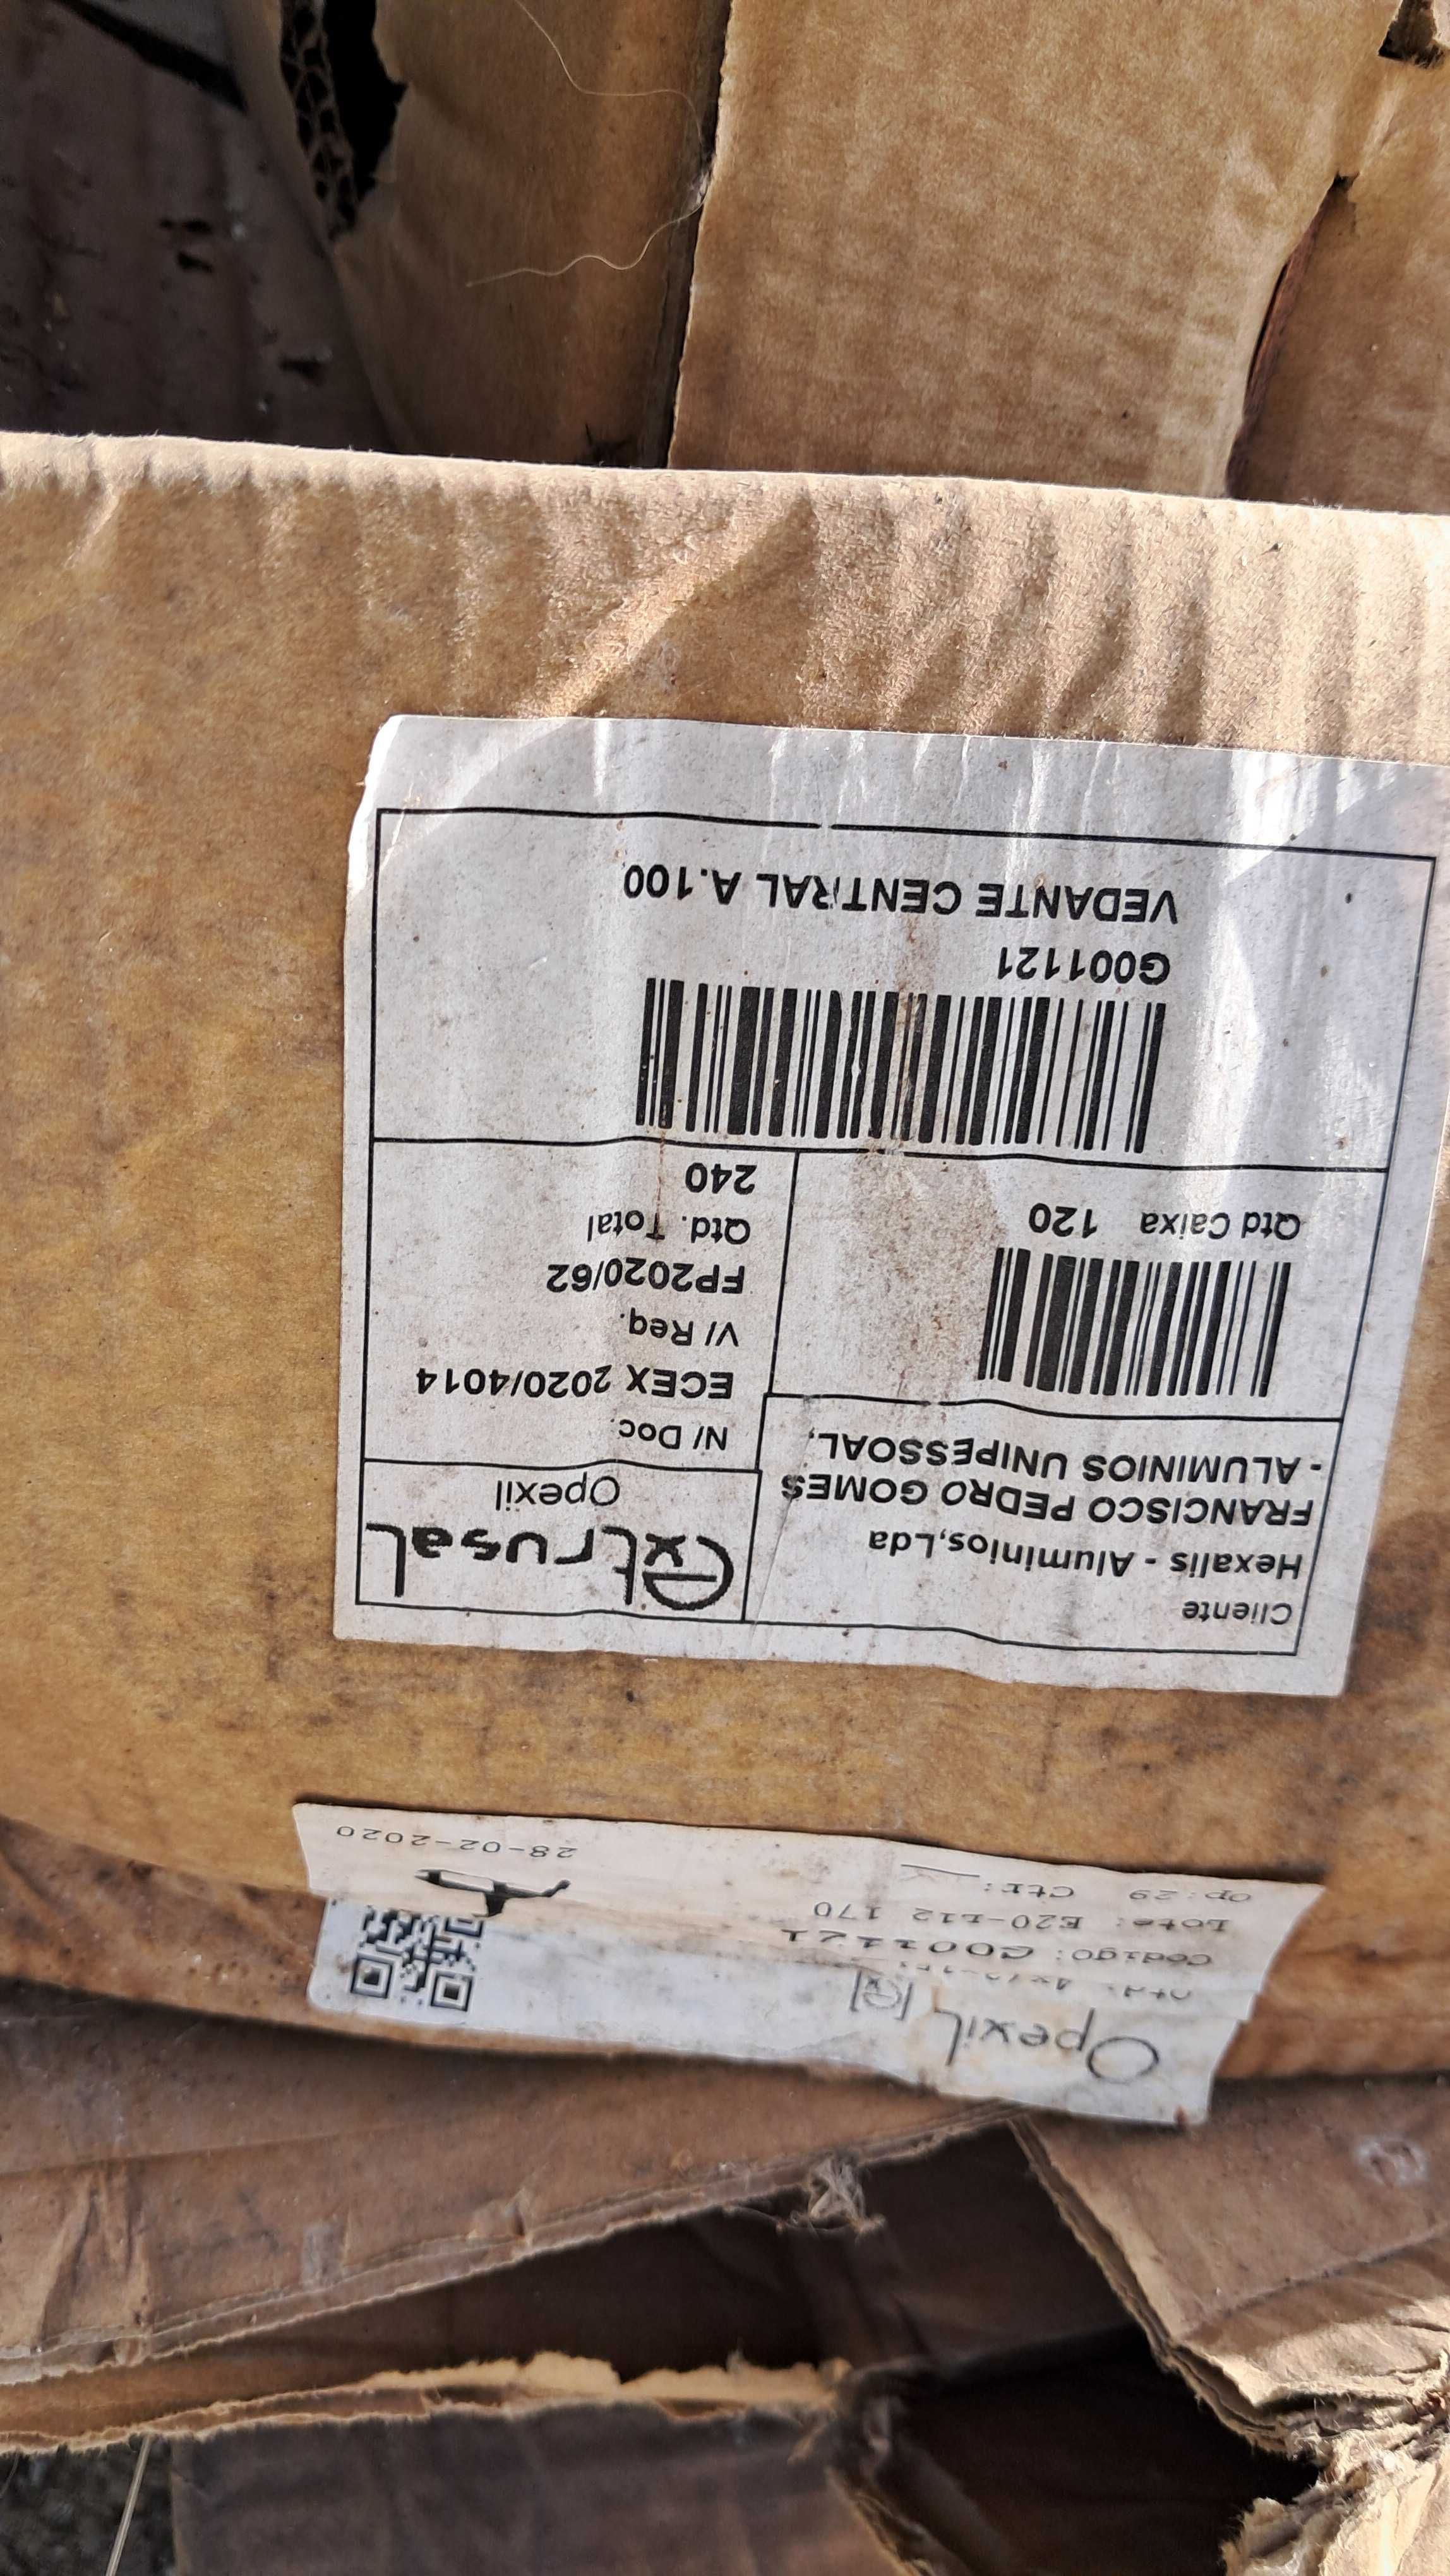 Cliente
Hexalis - Aluminios,Lda
FRANCISCO PEDRO GOMES
- ALUMINIOS UNIPESSOAL,
extrusal
Opexil
N/ Doc.
ECEX 2020/4014
V/ Req.
FP2020/62
Qtd. Total
240
Qtd Caixa 120
G001121
VEDANTE CENTRAL A.100
Opexil
Codigo: G001121
Lote: E20-L12 170
Op:29 Ctr:
28-02-2020